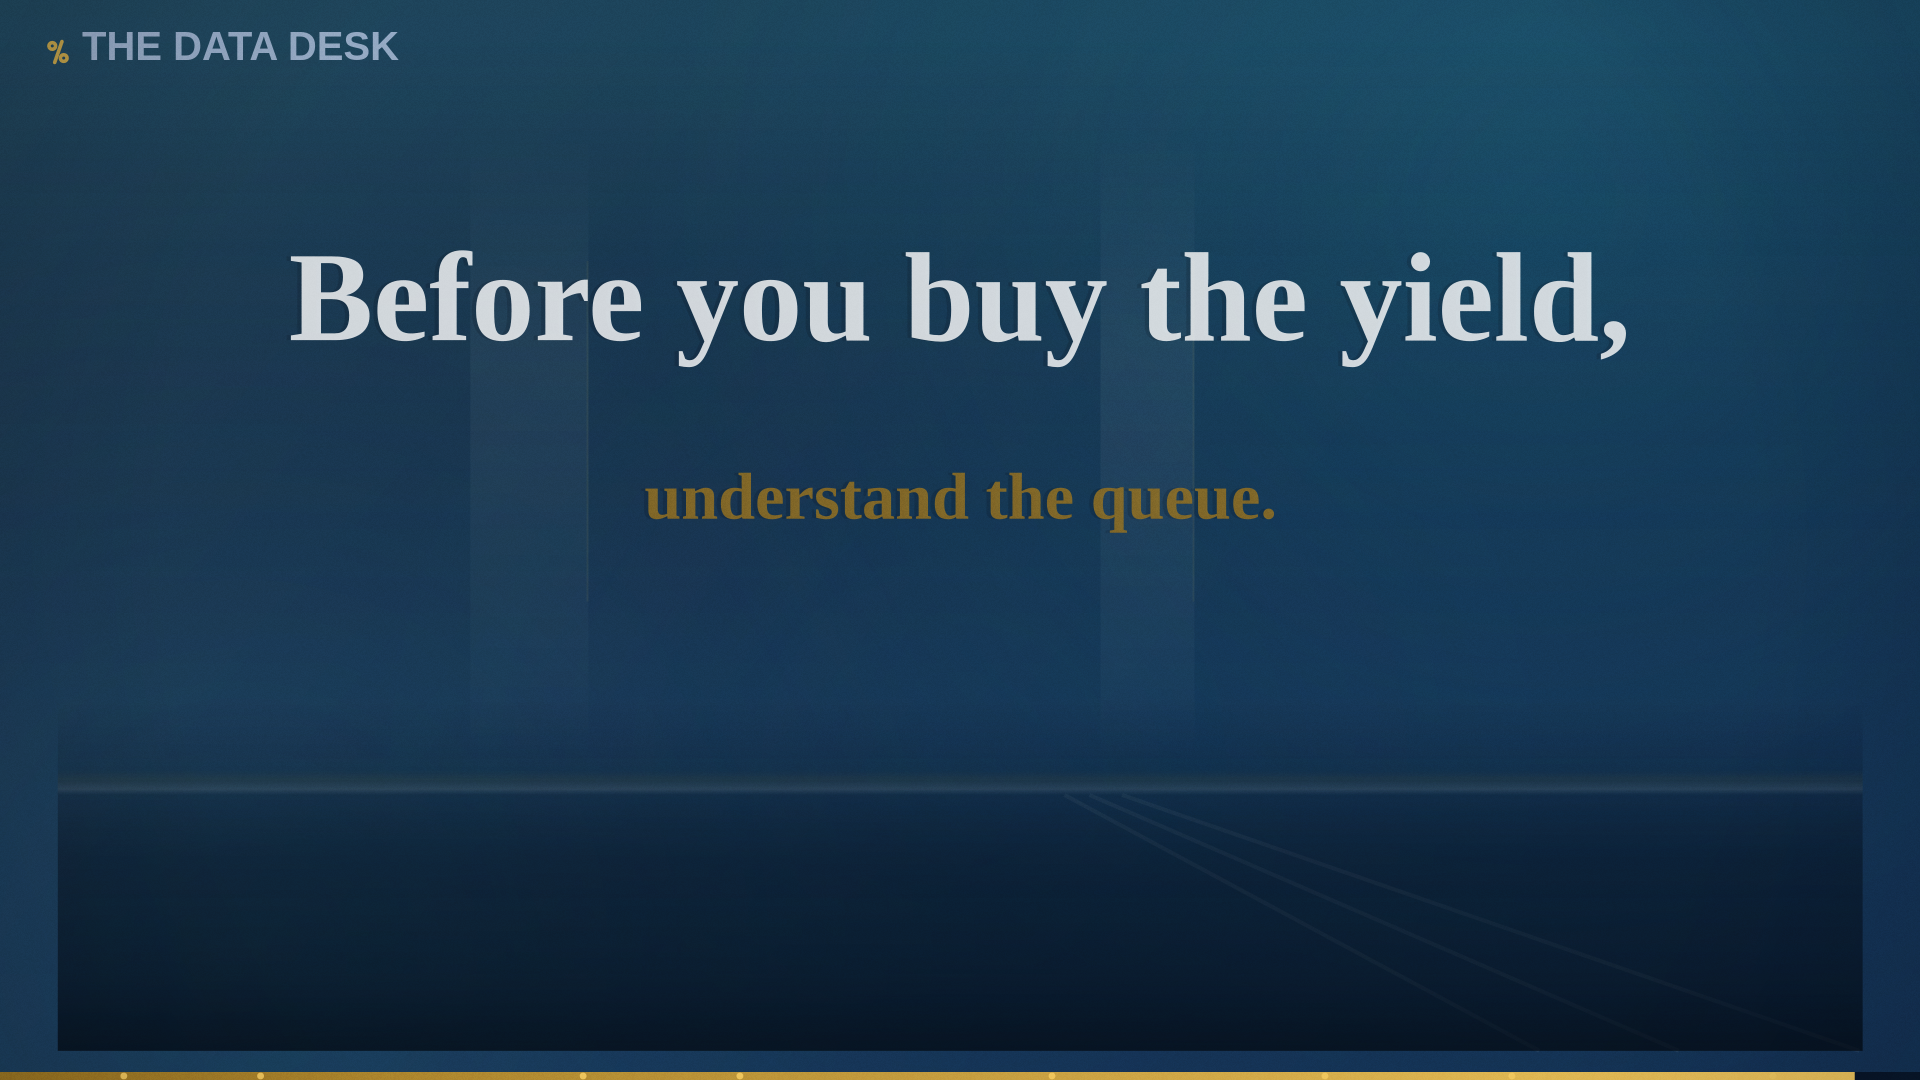 % THE DATA DESK
Before you buy the yield,
understand the queue.